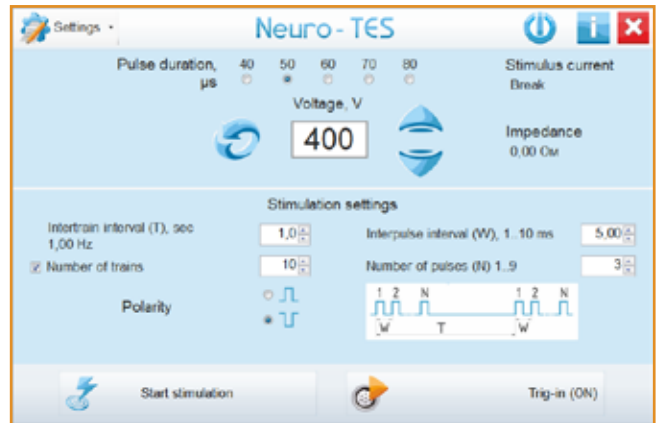 Settings
Neuro-TES
Pulse duration, 40 50 60 70 80
µs
Stimulus current
Break
Voltage, V
400
Impedance
0,00 Ом
Stimulation settings
Intertrain interval (T), sec 1,0
1,00 Hz
Interpulse interval (W), 1..10 ms 5,00
Number of trains 10
Number of pulses (N) 1..9 3
Polarity
1 2 N 1 2 N
W T W
Start stimulation
Trig-in (ON)